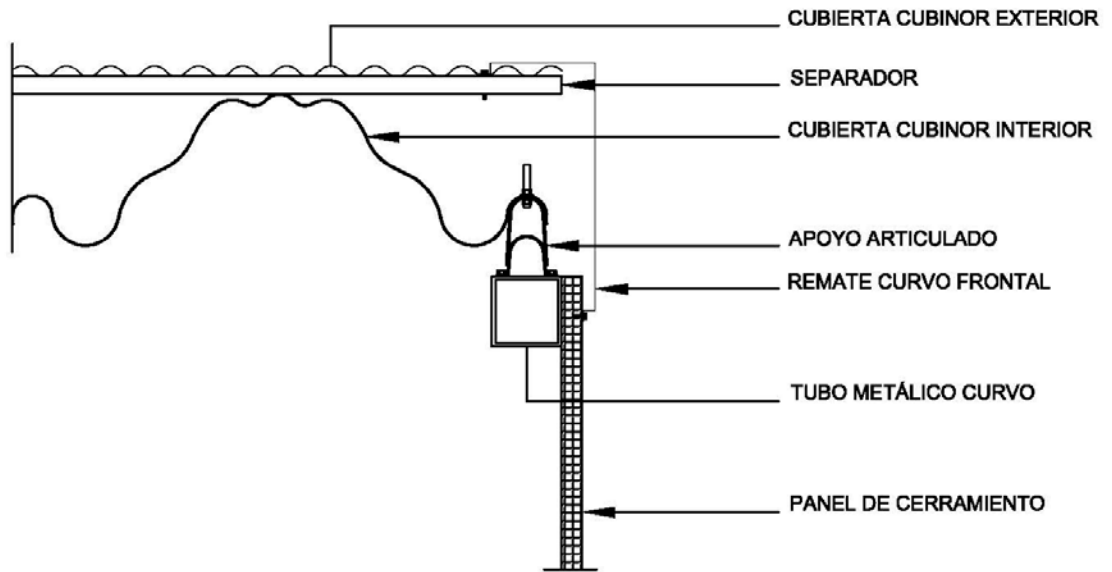 CUBIERTA CUBINOR EXTERIOR
SEPARADOR
CUBIERTA CUBINOR INTERIOR
APOYO ARTICULADO
REMATE CURVO FRONTAL
TUBO METÁLICO CURVO
PANEL DE CERRAMIENTO